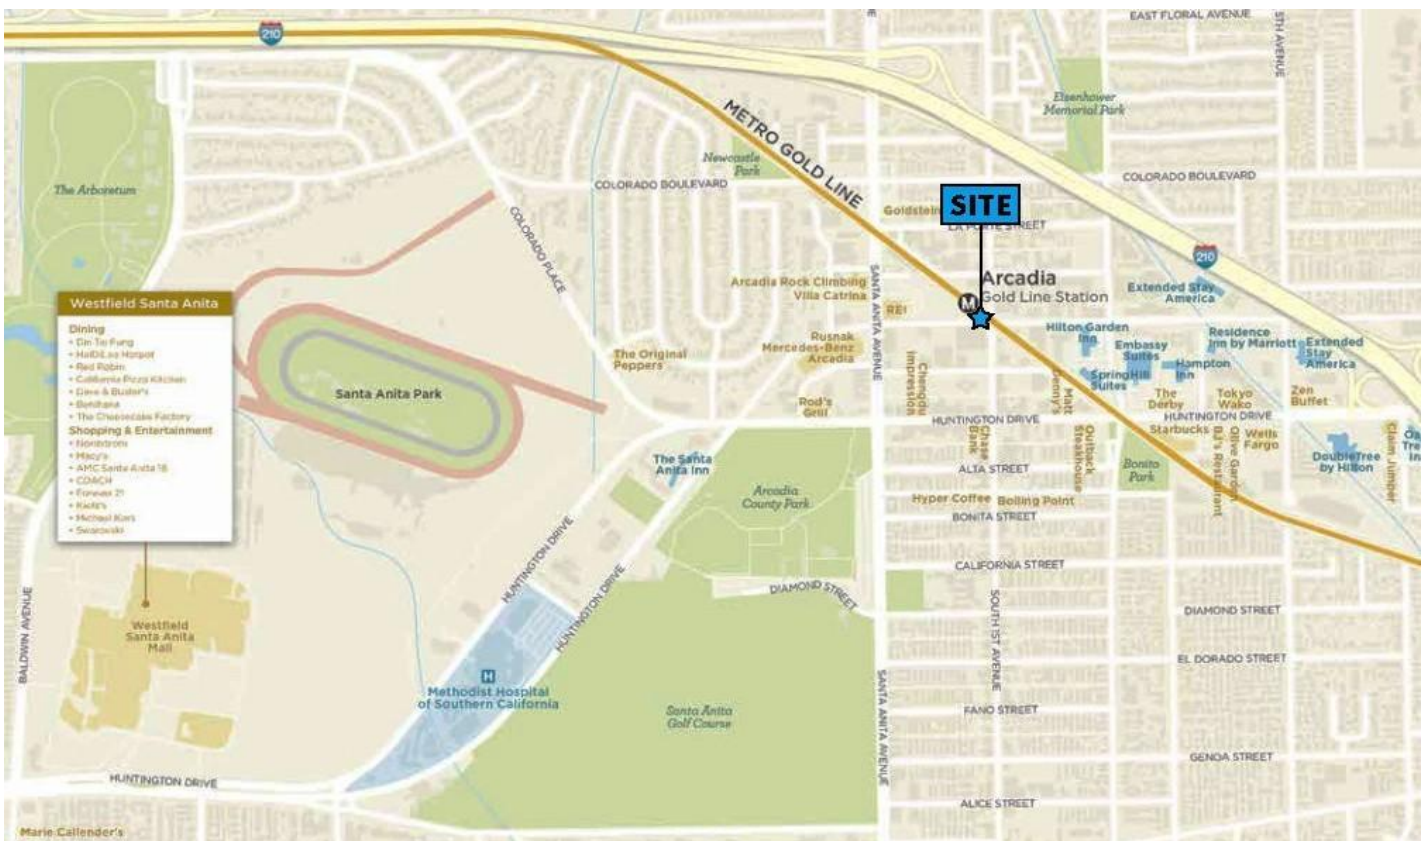 EAST FLORAL AVENUE
5TH AVENUE
210
METRO GOLD LINE
Eisenhower
Memorial Park
Newcastle
Park
COLORADO BOULEVARD
COLORADO BOULEVARD
The Arboretum
COLORADO PLACE
SITE
STREET
210
Arcadia
Gold Line Station
M
Arcadia Rock Climbing
Villa Catrina
SANTA ANITA AVENUE
REI
Extended Stay
America
Westfield Santa Anita
Dining
• Din Tai Fung
• HaiDiLao Hotpot
• Red Robin
• California Pizza Kitchen
• Dave & Buster's
• Benihana
• The Cheesecake Factory
Shopping & Entertainment
• Nordstrom
• Macy's
• AMC Santa Anita 16
• COACH
• Forever 21
• Kiehl's
• Michael Kors
• Swarovski
Hilton Garden
Inn
Embassy
Suites
Residence
Inn by Marriott
Extended
Stay
America
Hampton
Inn
SpringHill
Suites
Rusnak
Mercedes-Benz
Arcadia
The Original
Peppers
Chengdu
Impression
Santa Anita Park
Rod's
Grill
Matt
Denny's
The
Derby
Tokyo
Wako
Zen
Buffet
HUNTINGTON DRIVE
HUNTINGTON DRIVE
Starbucks
BJ's Restaurant
Olive Garden
Wells
Fargo
Claim Jumper
DoubleTree
by Hilton
Chase
Bank
Outback
Steakhouse
ALTA STREET
The Santa
Anita Inn
Bonita
Park
Arcadia
County Park
Hyper Coffee
Boiling Point
BONITA STREET
HUNTINGTON DRIVE
HUNTINGTON DRIVE
CALIFORNIA STREET
DIAMOND STREET
SOUTH 1ST AVENUE
DIAMOND STREET
BALDWIN AVENUE
Westfield
Santa Anita
Mall
EL DORADO STREET
H
Methodist Hospital
of Southern California
SANTA ANITA AVENUE
Santa Anita
Golf Course
FANO STREET
GENOA STREET
HUNTINGTON DRIVE
ALICE STREET
Marie Callender's